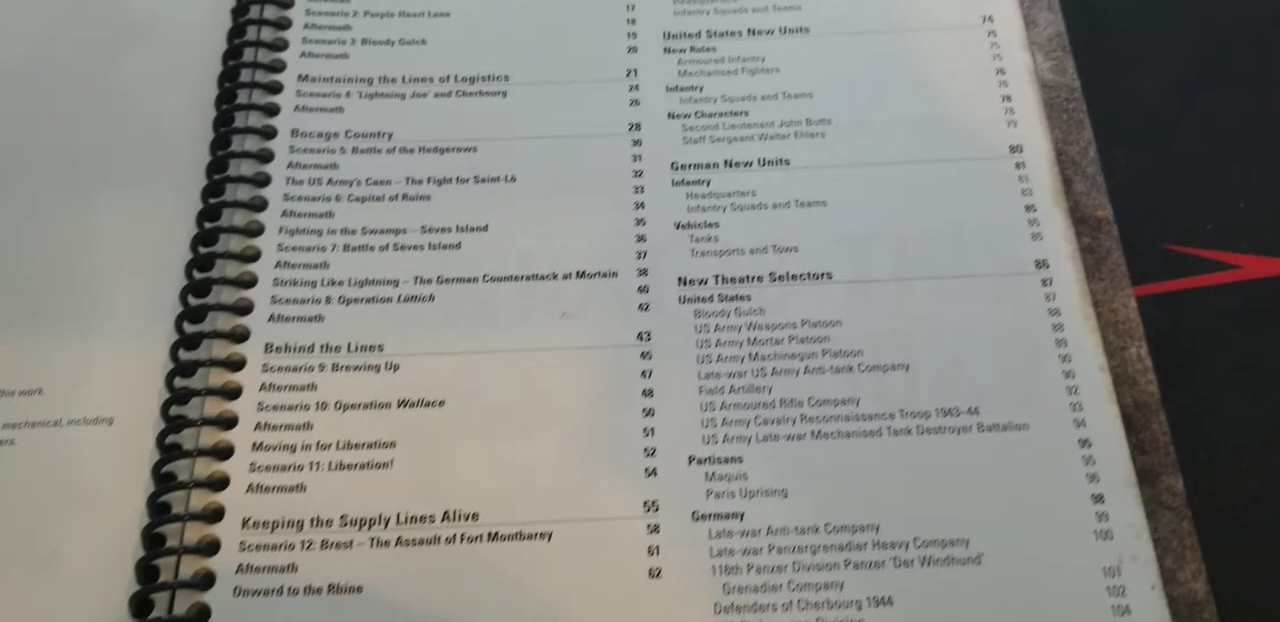 this work.
mechanical, including
ers.
Scenario 2: Purple Heart Lane 17
Aftermath 18
Scenario 3: Bloody Gulch 19
Aftermath 20
Maintaining the Lines of Logistics 21
Scenario 4: 'Lightning Joe' and Cherbourg 24
Aftermath 26
Bocage Country 28
Scenario 5: Battle of the Hedgerows 30
Aftermath 31
The US Army's Caen – The Fight for Saint-Lô 32
Scenario 6: Capital of Ruins 33
Aftermath 34
Fighting in the Swamps – Sèves Island 35
Scenario 7: Battle of Sèves Island 36
Aftermath 37
Striking Like Lightning – The German Counterattack at Mortain 38
Scenario 8: Operation Lüttich 40
Aftermath 42
Behind the Lines 43
Scenario 9: Brewing Up 45
Aftermath 47
Scenario 10: Operation Wallace 48
Aftermath 50
Moving in for Liberation 51
Scenario 11: Liberation! 52
Aftermath 54
Keeping the Supply Lines Alive 55
Scenario 12: Brest – The Assault of Fort Montbarey 58
Aftermath 61
Onward to the Rhine 62
Infantry Squads and Teams
United States New Units 74
New Rules 75
Armoured Infantry 75
Mechanised Fighters 75
Infantry 76
Infantry Squads and Teams 76
New Characters 78
Second Lieutenant John Butts 78
Staff Sergeant Walter Ehlers 79
German New Units 80
Infantry 81
Headquarters 81
Infantry Squads and Teams 83
Vehicles 85
Tanks 85
Transports and Tows 85
New Theatre Selectors 86
United States 87
Bloody Gulch 87
US Army Weapons Platoon 88
US Army Mortar Platoon 88
US Army Machinegun Platoon 89
Late-war US Army Anti-tank Company 90
Field Artillery 90
US Armoured Rifle Company 92
US Army Cavalry Reconnaissance Troop 1943–44 93
US Army Late-war Mechanised Tank Destroyer Battalion 94
Partisans 95
Maquis 95
Paris Uprising 96
Germany 98
Late-war Anti-tank Company 99
Late-war Panzergrenadier Heavy Company 100
116th Panzer Division Panzer 'Der Windhund'
Grenadier Company 101
Defenders of Cherbourg 1944 102
104